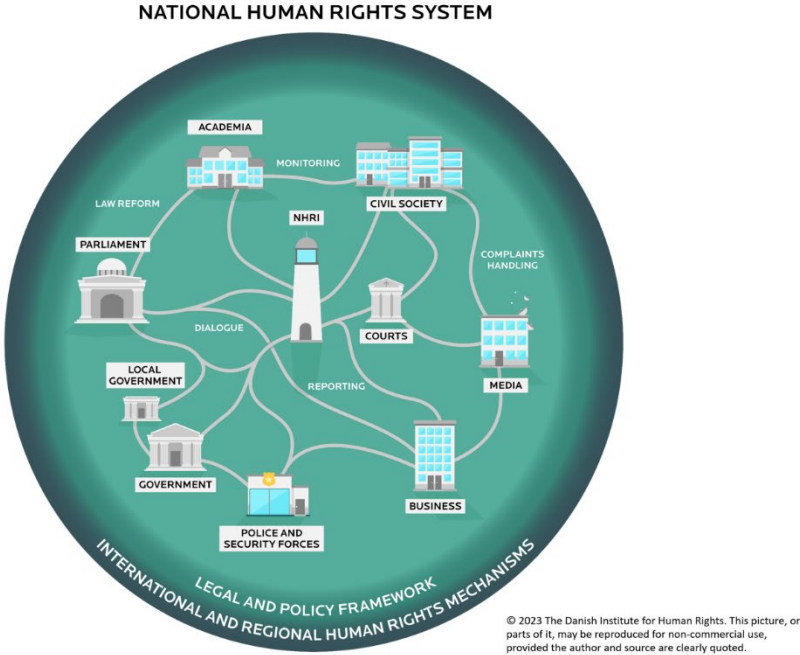 NATIONAL HUMAN RIGHTS SYSTEM
ACADEMIA
MONITORING
CIVIL SOCIETY
LAW REFORM
NHRI
PARLIAMENT
COMPLAINTS
HANDLING
DIALOGUE
COURTS
LOCAL
GOVERNMENT
REPORTING
MEDIA
GOVERNMENT
BUSINESS
POLICE AND
SECURITY FORCES
LEGAL AND POLICY FRAMEWORK
INTERNATIONAL AND REGIONAL HUMAN RIGHTS MECHANISMS
© 2023 The Danish Institute for Human Rights. This picture, or
parts of it, may be reproduced for non-commercial use,
provided the author and source are clearly quoted.